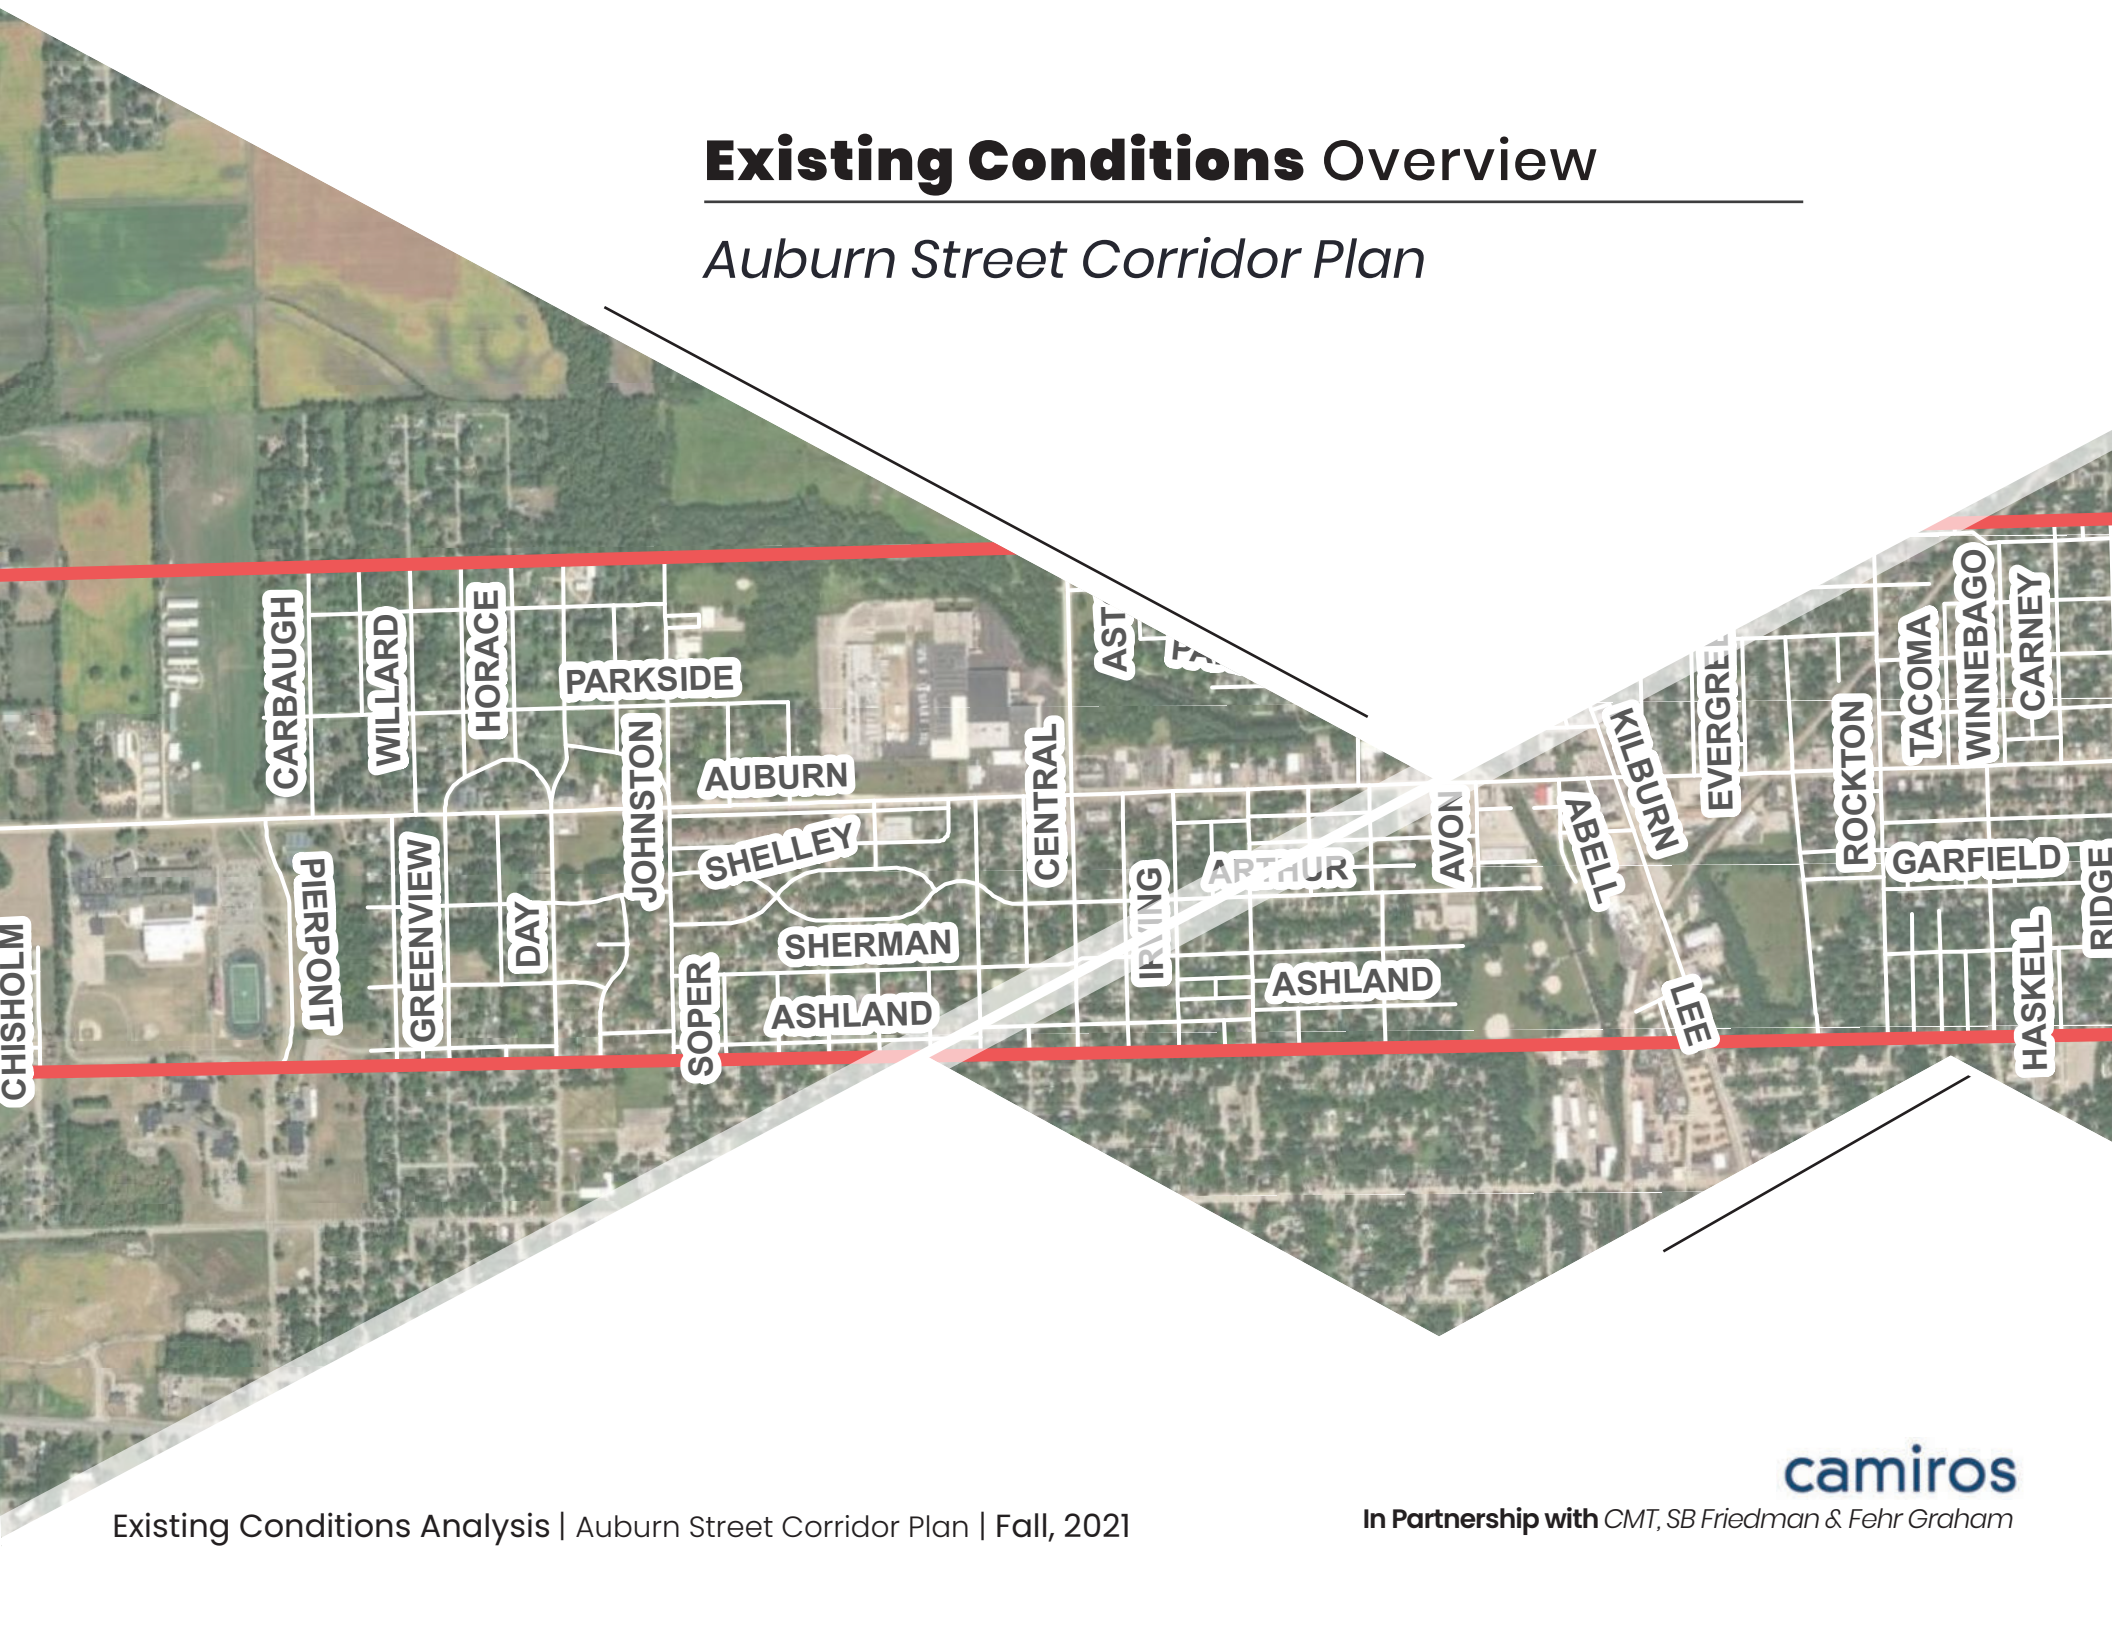 Existing Conditions Overview
Auburn Street Corridor Plan
CARBAUGH
WILLARD
HORACE
PARKSIDE
JOHNSTON
AUBURN
SHELLEY
CENTRAL
AVON
ABELL
KILBURN
ROCKTON
TACOMA
WINNEBAGO
CARNEY
GARFIELD
RIDGE
CHISHOLM
PIERPONT
GREENVIEW
DAY
SHERMAN
SOPER
ASHLAND
IRVING
ARTHUR
ASHLAND
LEE
HASKELL
camiros
In Partnership with CMT, SB Friedman & Fehr Graham
Existing Conditions Analysis | Auburn Street Corridor Plan | Fall, 2021